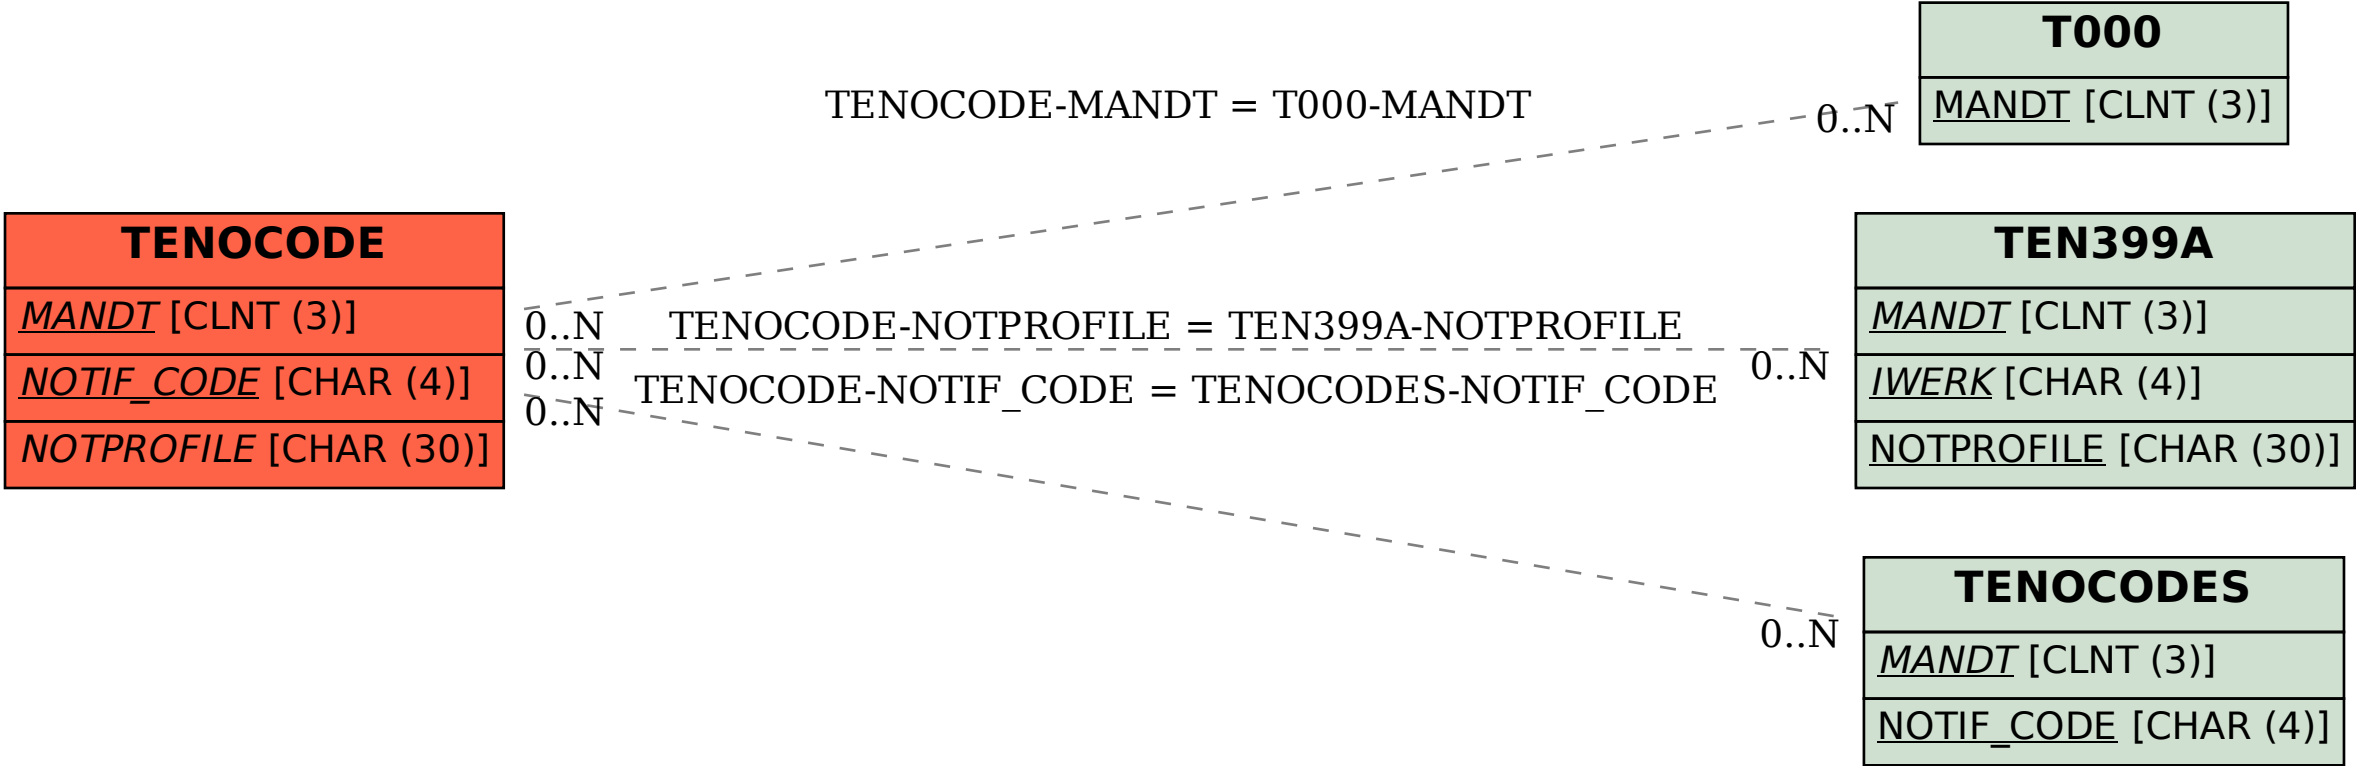 T000
MANDT [CLNT (3)]
TENOCODE-MANDT = T000-MANDT
0..N
TENOCODE
MANDT [CLNT (3)]
NOTIF_CODE [CHAR (4)]
NOTPROFILE [CHAR (30)]
0..N
TENOCODE-NOTPROFILE = TEN399A-NOTPROFILE
0..N
0..N
TENOCODE-NOTIF_CODE = TENOCODES-NOTIF_CODE
0..N
TEN399A
MANDT [CLNT (3)]
IWERK [CHAR (4)]
NOTPROFILE [CHAR (30)]
0..N
TENOCODES
MANDT [CLNT (3)]
NOTIF_CODE [CHAR (4)]